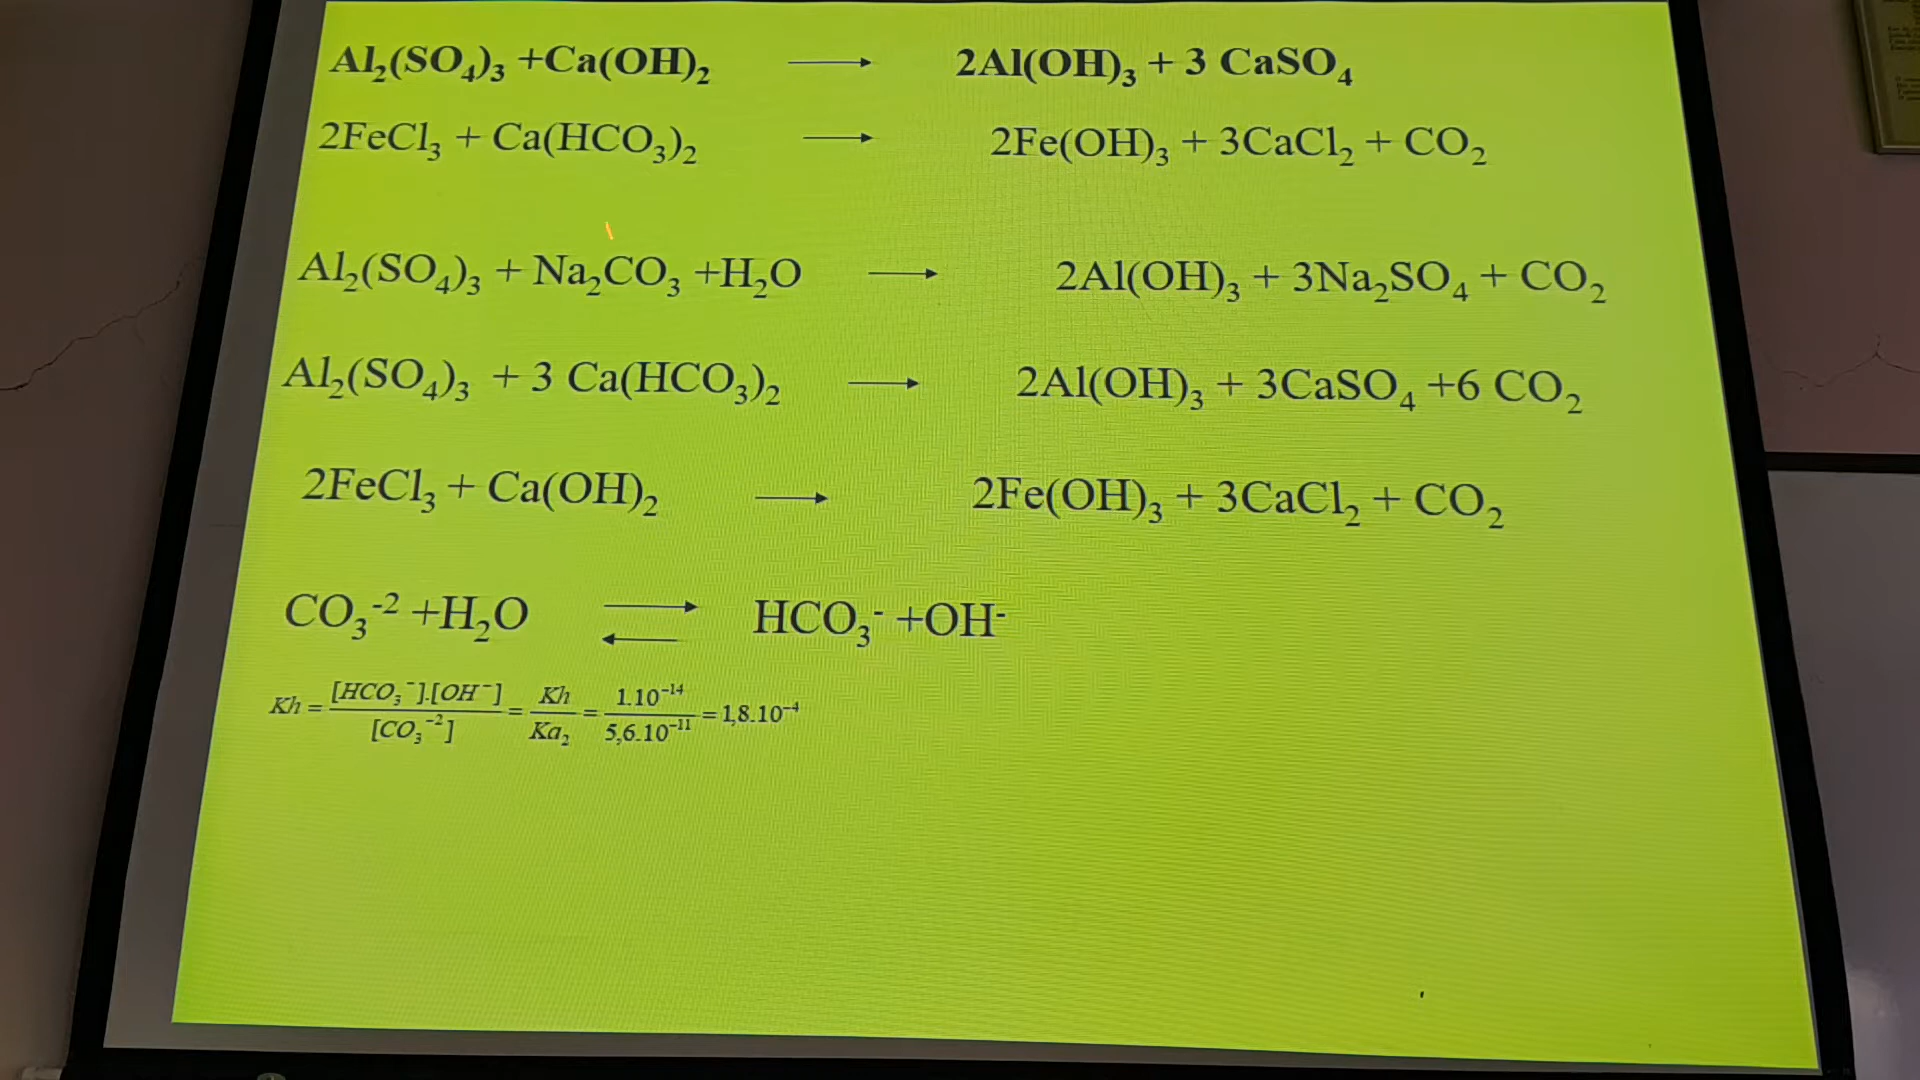 Al₂(SO₄)₃ +Ca(OH)₂ ⟶ 2Al(OH)₃ + 3 CaSO₄
2FeCl₃ + Ca(HCO₃)₂ ⟶ 2Fe(OH)₃ + 3CaCl₂ + CO₂
Al₂(SO₄)₃ + Na₂CO₃ +H₂O ⟶ 2Al(OH)₃ + 3Na₂SO₄ + CO₂
Al₂(SO₄)₃ + 3 Ca(HCO₃)₂ ⟶ 2Al(OH)₃ + 3CaSO₄ +6 CO₂
2FeCl₃ + Ca(OH)₂ ⟶ 2Fe(OH)₃ + 3CaCl₂ + CO₂
CO₃⁻² +H₂O ⇄ HCO₃⁻ +OH⁻
Kh = [HCO₃⁻].[OH⁻] / [CO₃⁻²] = Kh / Ka₂ = 1.10⁻¹⁴ / 5,6.10⁻¹¹ = 1,8.10⁻⁴